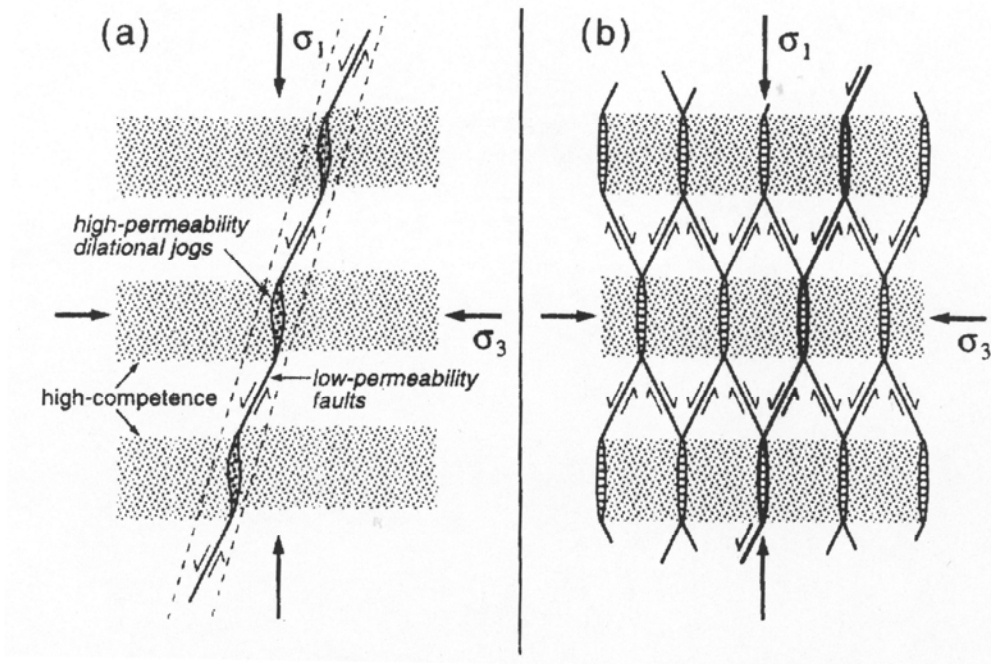 (a)
σ1
high-permeability
dilational jogs
σ3
high-competence
low-permeability
faults
(b)
σ1
σ3